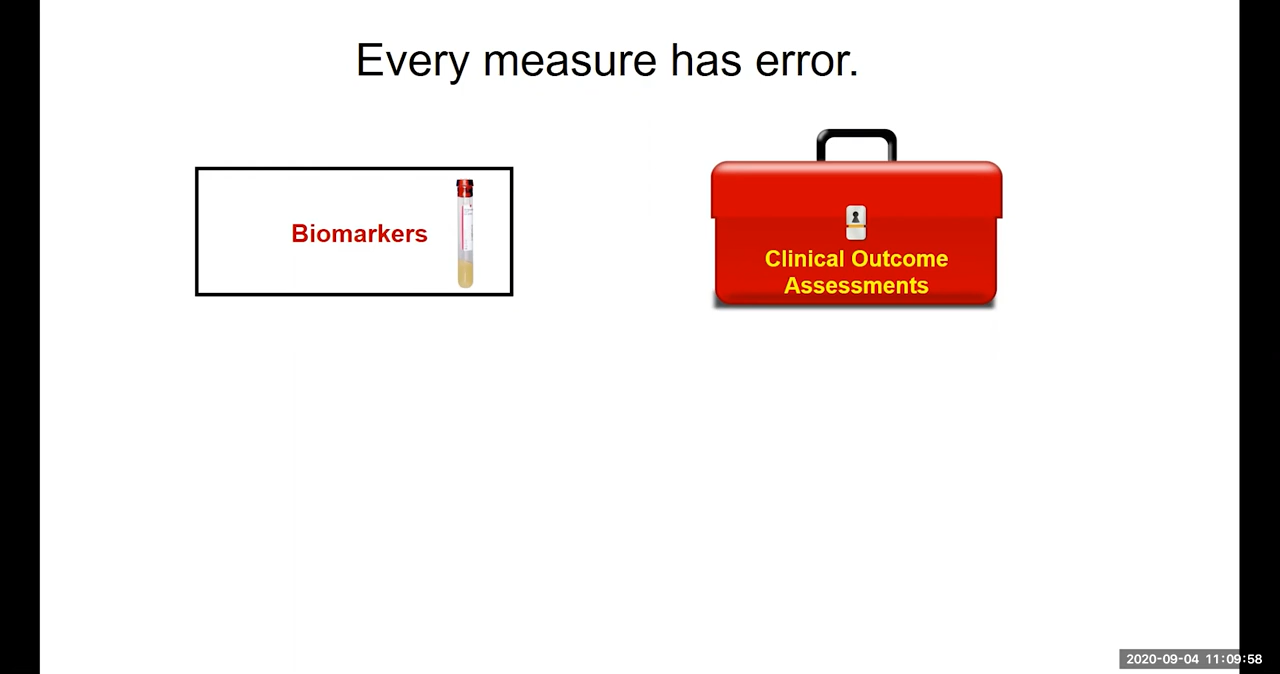 Every measure has error.
Biomarkers
Clinical Outcome
Assessments
2020-09-04 11:09:58